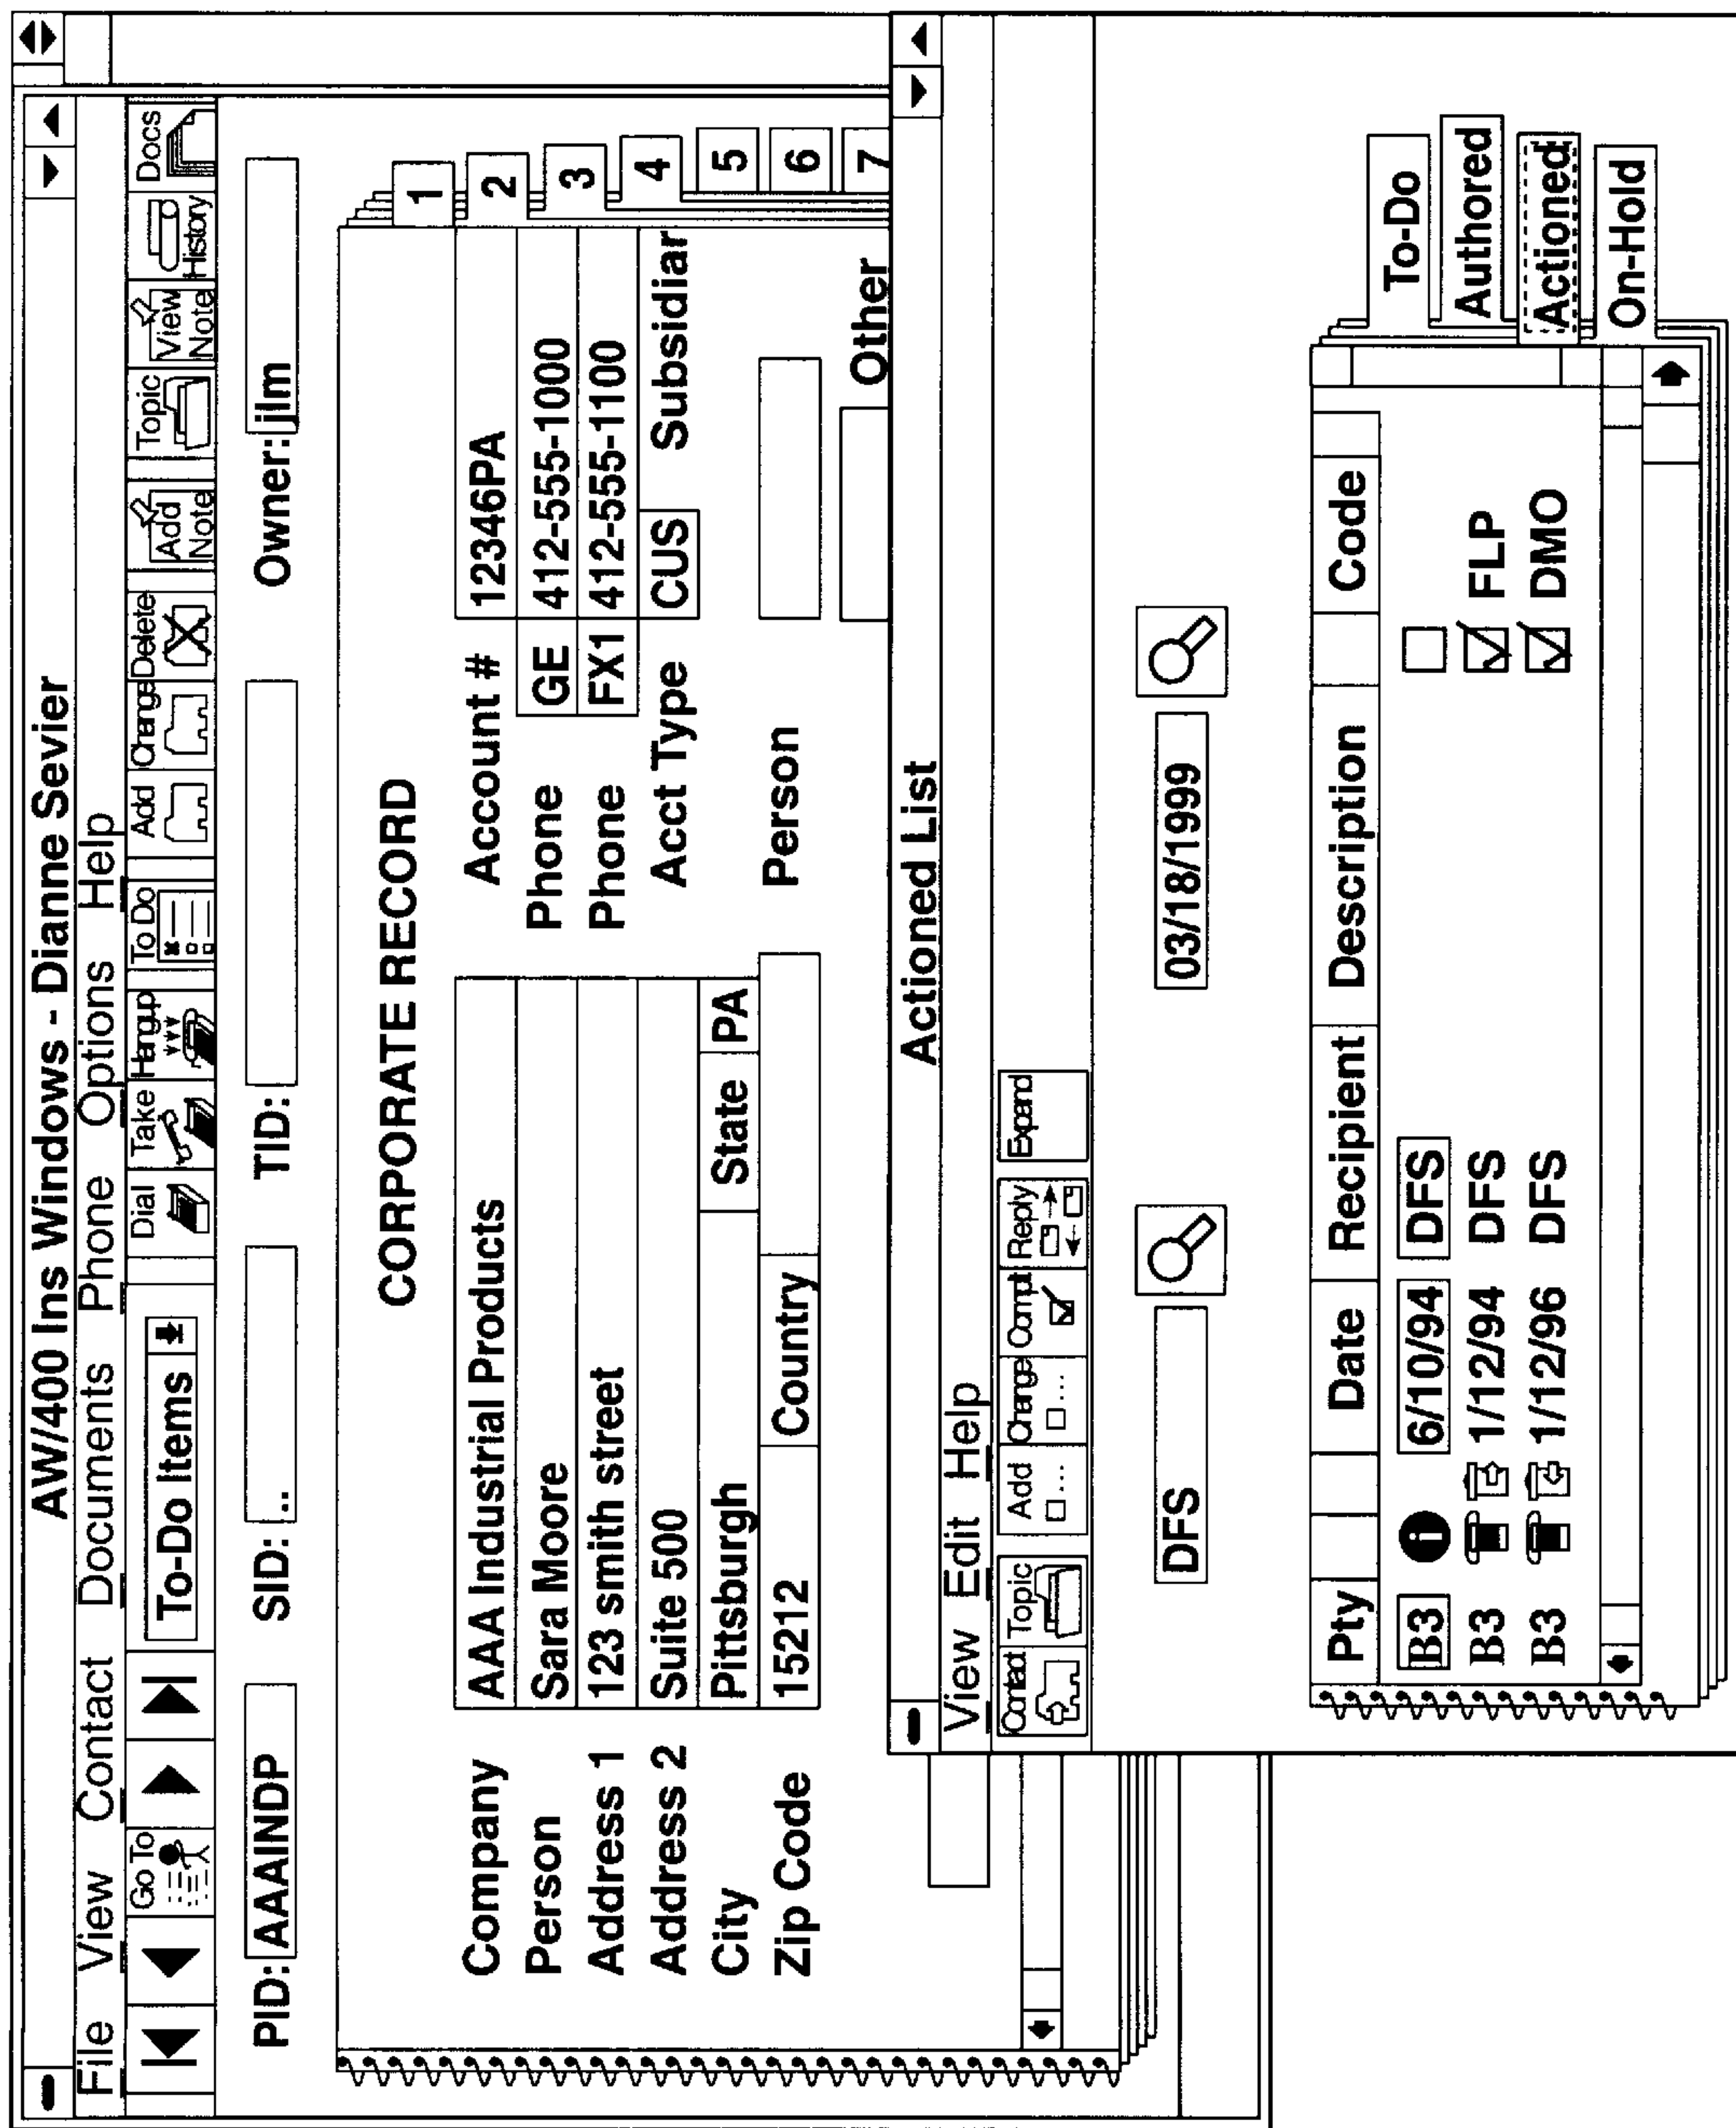 AW/400 Ins Windows - Dianne Sevier
File View Contact Documents Phone Options Help
Go To To-Do Items Dial Take Hangup To Do Add Change Delete Add Note Topic View Note History Docs
PID: AAAINDP SID: .. TID: Owner: jlm
CORPORATE RECORD
Company AAA Industrial Products Account # 12346PA
Person Sara Moore Phone GE 412-555-1000
Address 1 123 smith street Phone FX1 412-555-1100
Address 2 Suite 500 Acct Type CUS Subsidiar
City Pittsburgh State PA
Zip Code 15212 Country Person
Other
1
2
3
4
5
6
7
Actioned List
View Edit Help
Contact Topic Add Change Compl Reply Expand
DFS 03/18/1999
Pty Date Recipient Description Code
B3 6/10/94 DFS
B3 1/12/94 DFS FLP
B3 1/12/96 DFS DMO
To-Do
Authored
Actioned
On-Hold